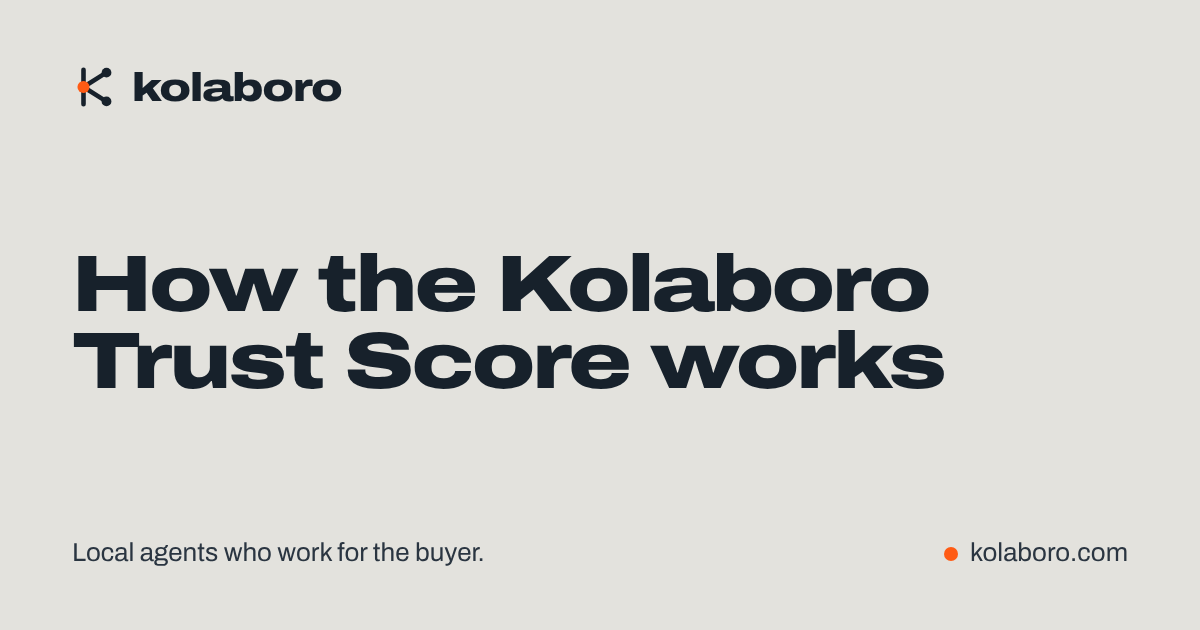 kolaboro
How the Kolaboro
Trust Score works
Local agents who work for the buyer.
kolaboro.com